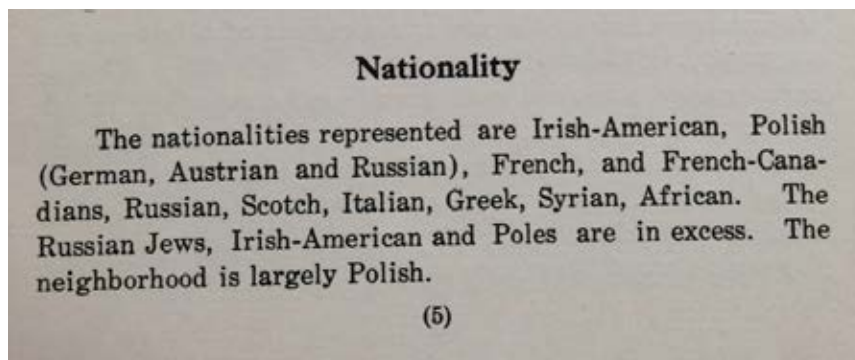 Nationality
The nationalities represented are Irish-American, Polish
(German, Austrian and Russian), French, and French-Cana-
dians, Russian, Scotch, Italian, Greek, Syrian, African. The
Russian Jews, Irish-American and Poles are in excess. The
neighborhood is largely Polish.
(5)